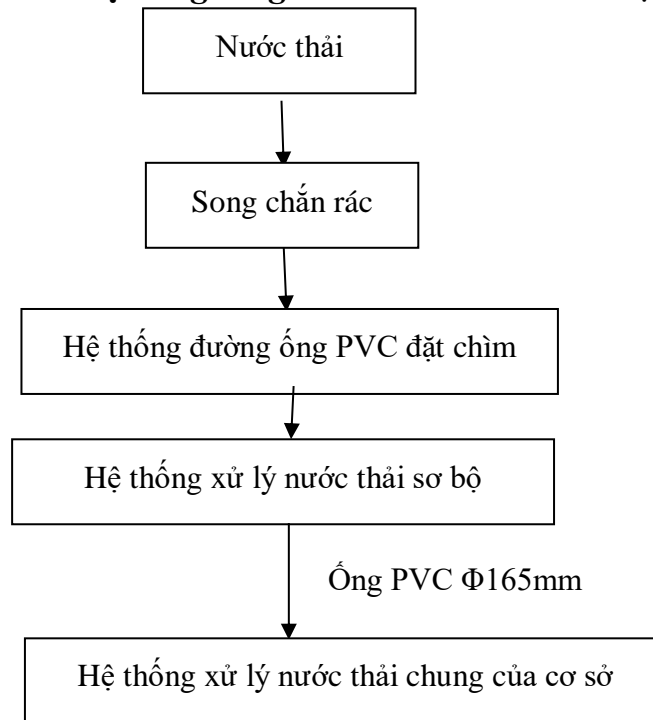 Nước thải
Song chắn rác
Hệ thống đường ống PVC đặt chìm
Hệ thống xử lý nước thải sơ bộ
Ống PVC Φ165mm
Hệ thống xử lý nước thải chung của cơ sở